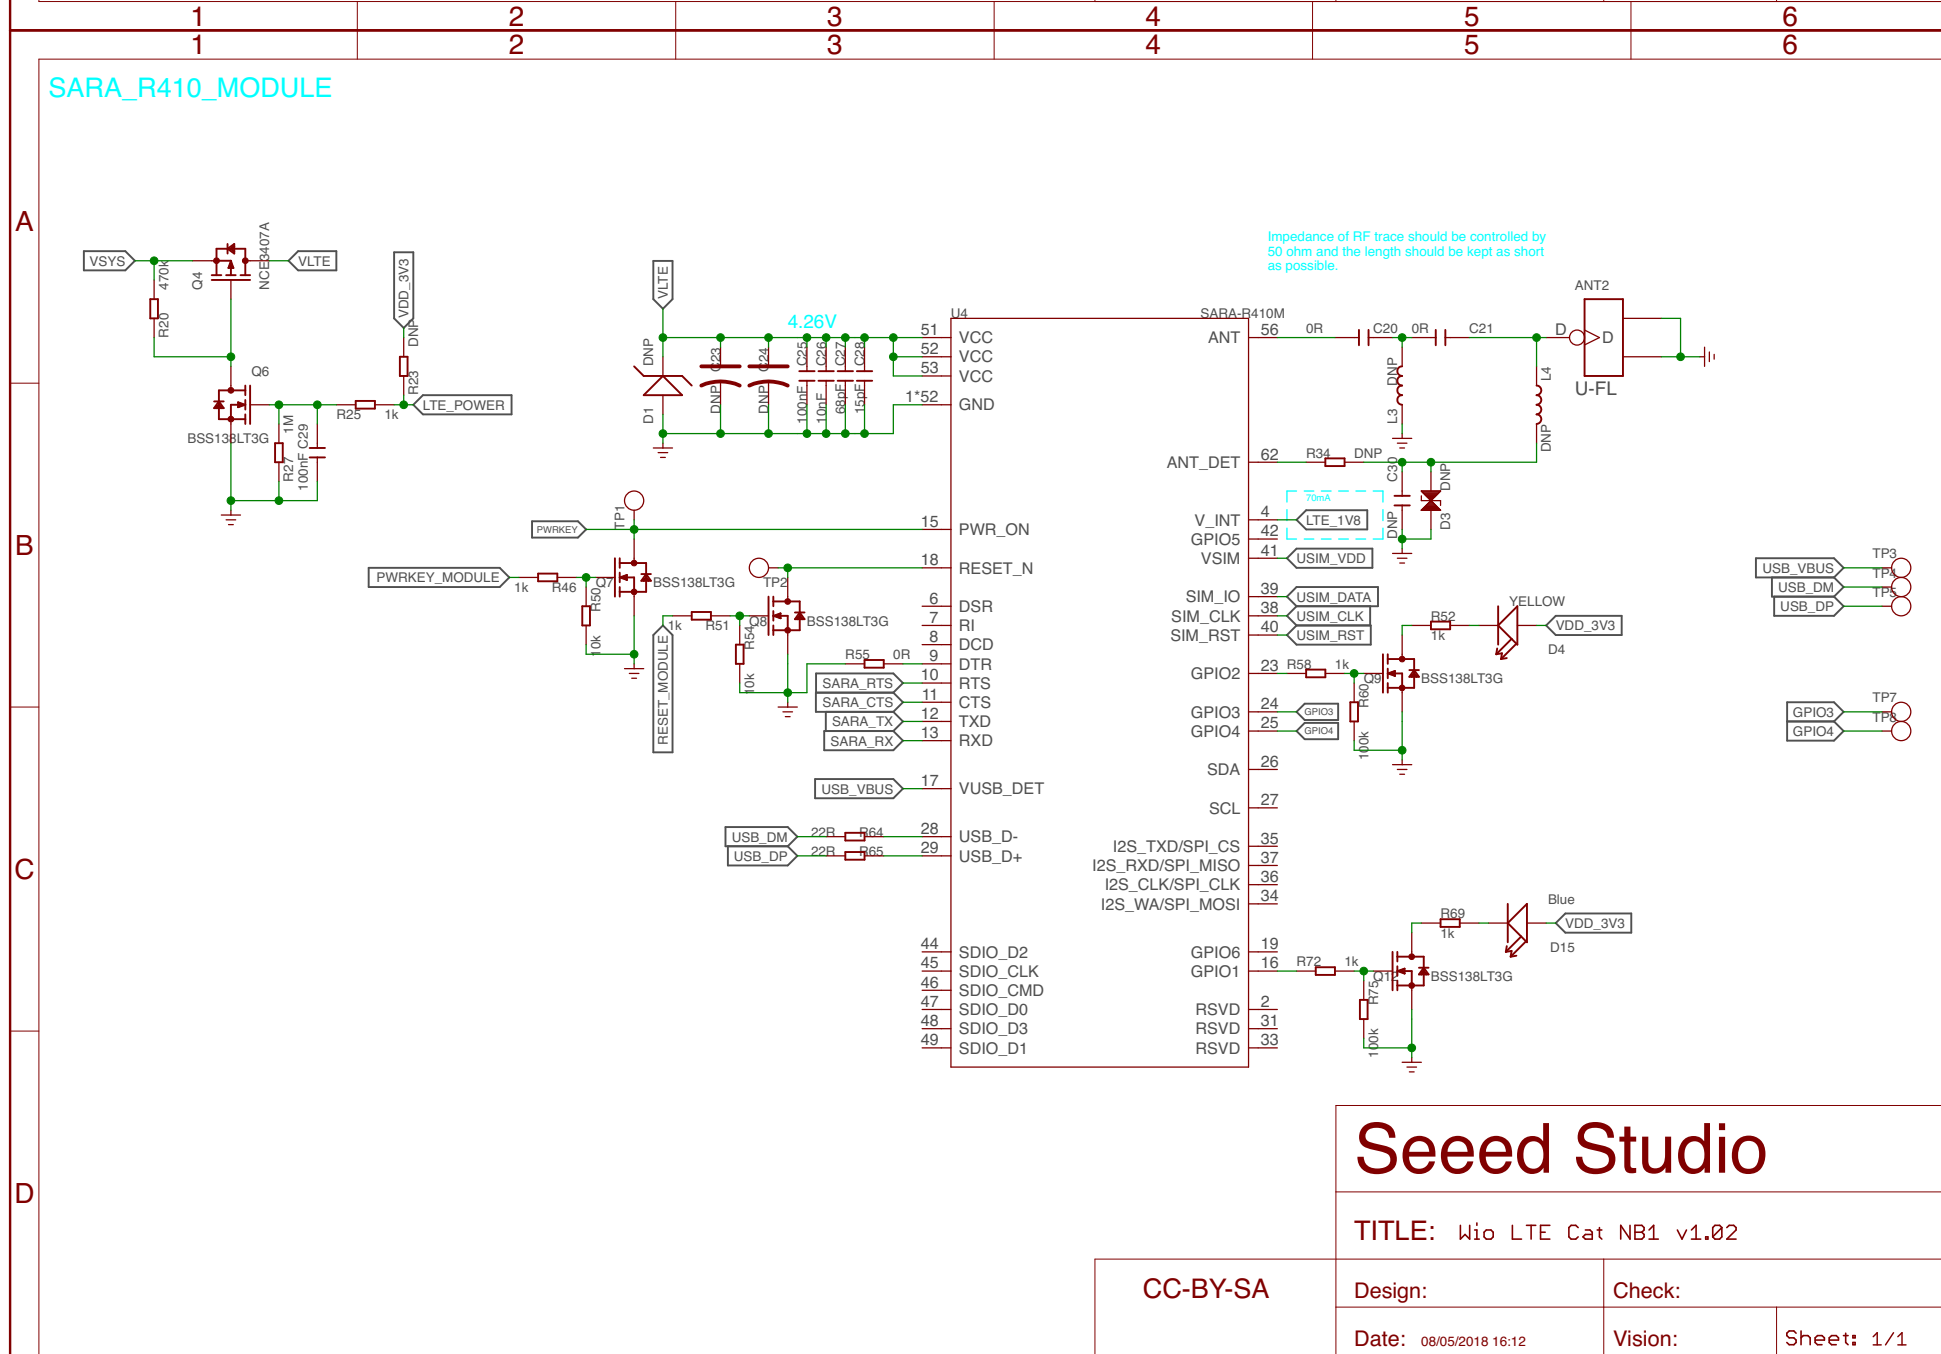 1 2 3 4 5 6
1 2 3 4 5 6
SARA_R410_MODULE
A
B
C
D
VSYS
470k
R20
Q4
NCE3407A
VLTE
Q6
BSS138LT3G
1M
R27
100nF C29
R25
1k
VDD_3V3
DNP
R23
LTE_POWER
VLTE
4.26V
DNP
D1
C23
DNP
C24
DNP
C25
100nF
C26
10nF
C27
68pF
C28
15pF
U4
SARA-R410M
51 VCC
52 VCC
53 VCC
1*52 GND
15 PWR_ON
18 RESET_N
6 DSR
7 RI
8 DCD
9 DTR
10 RTS
11 CTS
12 TXD
13 RXD
17 VUSB_DET
28 USB_D-
29 USB_D+
44 SDIO_D2
45 SDIO_CLK
46 SDIO_CMD
47 SDIO_D0
48 SDIO_D3
49 SDIO_D1
ANT 56
ANT_DET 62
V_INT 4
GPIO5 42
VSIM 41
SIM_IO 39
SIM_CLK 38
SIM_RST 40
GPIO2 23
GPIO3 24
GPIO4 25
SDA 26
SCL 27
I2S_TXD/SPI_CS 35
I2S_RXD/SPI_MISO 37
I2S_CLK/SPI_CLK 36
I2S_WA/SPI_MOSI 34
GPIO6 19
GPIO1 16
RSVD 2
RSVD 31
RSVD 33
TP1
PWRKEY
PWRKEY_MODULE
1k
R46
Q7
BSS138LT3G
R50
10k
TP2
RESET_MODULE
1k
R51
Q8
BSS138LT3G
R54
10k
R55
0R
SARA_RTS
SARA_CTS
SARA_TX
SARA_RX
USB_VBUS
USB_DM
22R
R64
USB_DP
22R
R65
Impedance of RF trace should be controlled by
50 ohm and the length should be kept as short
as possible.
0R
C20
0R
C21
DNP
L3
L4
DNP
ANT2
D
D
U-FL
R34
DNP
C30
DNP
DNP
D3
70mA
LTE_1V8
USIM_VDD
USIM_DATA
USIM_CLK
USIM_RST
R58
1k
Q9
BSS138LT3G
R60
100k
R52
1k
YELLOW
D4
VDD_3V3
GPIO3
GPIO4
USB_VBUS
TP3
USB_DM
TP4
USB_DP
TP5
GPIO3
TP7
GPIO4
TP8
R72
1k
Q12
BSS138LT3G
R75
100k
R69
1k
Blue
D15
VDD_3V3
Seeed Studio
TITLE: Wio LTE Cat NB1 v1.02
CC-BY-SA
Design:
Check:
Date: 08/05/2018 16:12
Vision:
Sheet: 1/1